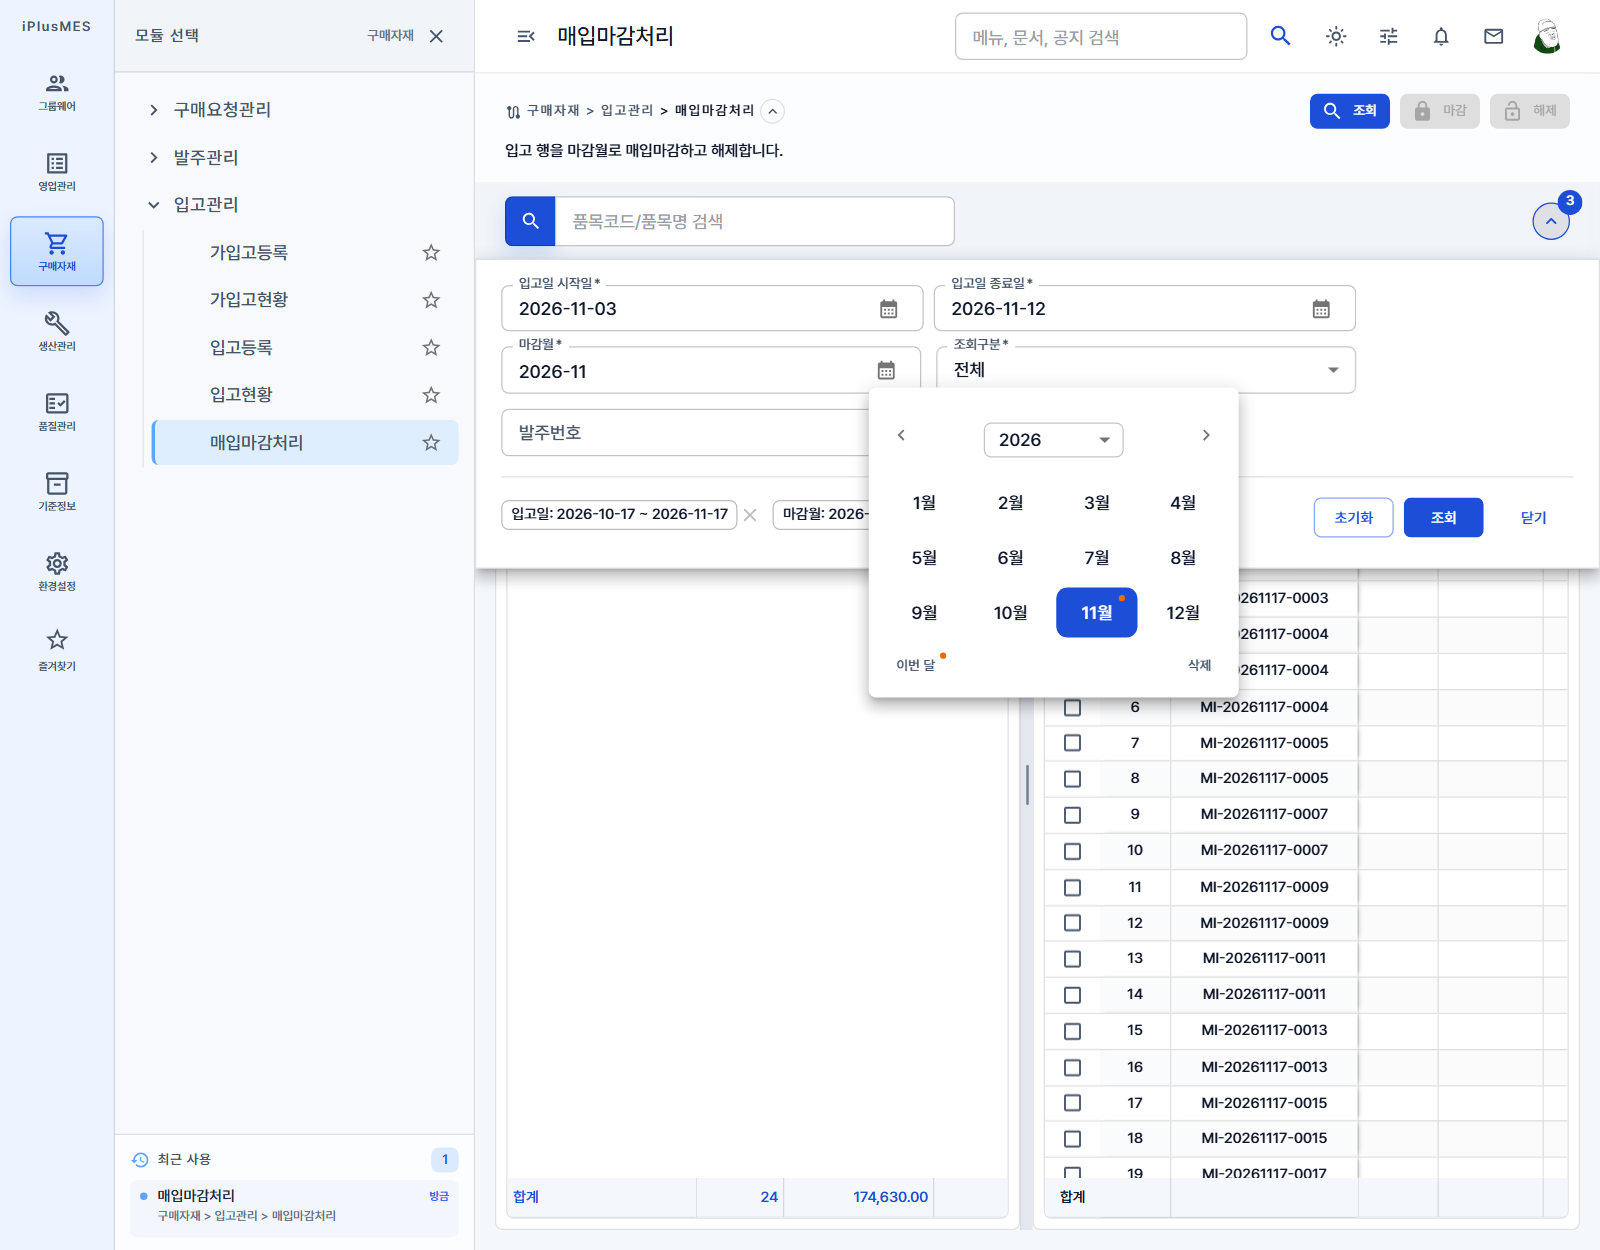 iPlusMES
그룹웨어
영업관리
구매자재
생산관리
품질관리
기준정보
환경설정
즐겨찾기
모듈 선택
구매자재
구매요청관리
발주관리
입고관리
가입고등록
가입고현황
입고등록
입고현황
매입마감처리
최근 사용
1
매입마감처리
방금
구매자재 > 입고관리 > 매입마감처리
매입마감처리
메뉴, 문서, 공지 검색
구매자재 > 입고관리 > 매입마감처리
조회
마감
해제
입고 행을 마감월로 매입마감하고 해제합니다.
품목코드/품목명 검색
3
입고일 시작일 *
2026-11-03
입고일 종료일 *
2026-11-12
마감월 *
2026-11
조회구분 *
전체
발주번호
입고일: 2026-10-17 ~ 2026-11-17
마감월: 2026-
초기화
조회
닫기
2026
1월 2월 3월 4월
5월 6월 7월 8월
9월 10월 11월 12월
이번 달
삭제
20261117-0003
20261117-0004
20261117-0004
6 MI-20261117-0004
7 MI-20261117-0005
8 MI-20261117-0005
9 MI-20261117-0007
10 MI-20261117-0007
11 MI-20261117-0009
12 MI-20261117-0009
13 MI-20261117-0011
14 MI-20261117-0011
15 MI-20261117-0013
16 MI-20261117-0013
17 MI-20261117-0015
18 MI-20261117-0015
19 MI-20261117-0017
합계 24 174,630.00
합계